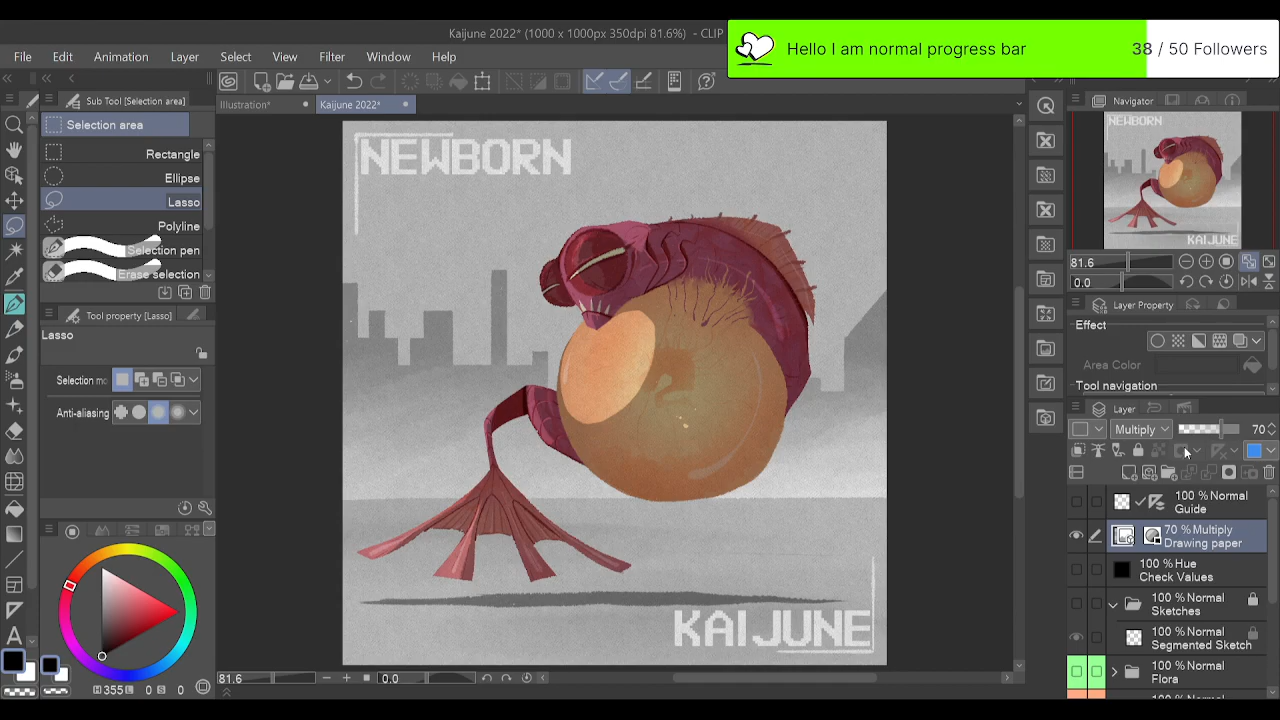 Kaijune 2022* (1000 x 1000px 350dpi 81.6%) - CLIP
Hello I am normal progress bar
38 / 50 Followers
File Edit Animation Layer Select View Filter Window Help
Sub Tool [Selection area]
Illustration*
Kaijune 2022*
Navigator
Selection area
Rectangle
Ellipse
Lasso
Polyline
Selection pen
Erase selection
Tool property [Lasso]
Lasso
Selection mo
Anti-aliasing
NEWBORN
KAIJUNE
NEWBORN
KAIJUNE
81.6
0.0
Layer Property
Effect
Area Color
Tool navigation
Layer
Multiply
70
100 % Normal
Guide
70 % Multiply
Drawing paper
100 % Hue
Check Values
100 % Normal
Sketches
100 % Normal
Segmented Sketch
100 % Normal
Flora
H 355 L 0 S 0
81.6
0.0